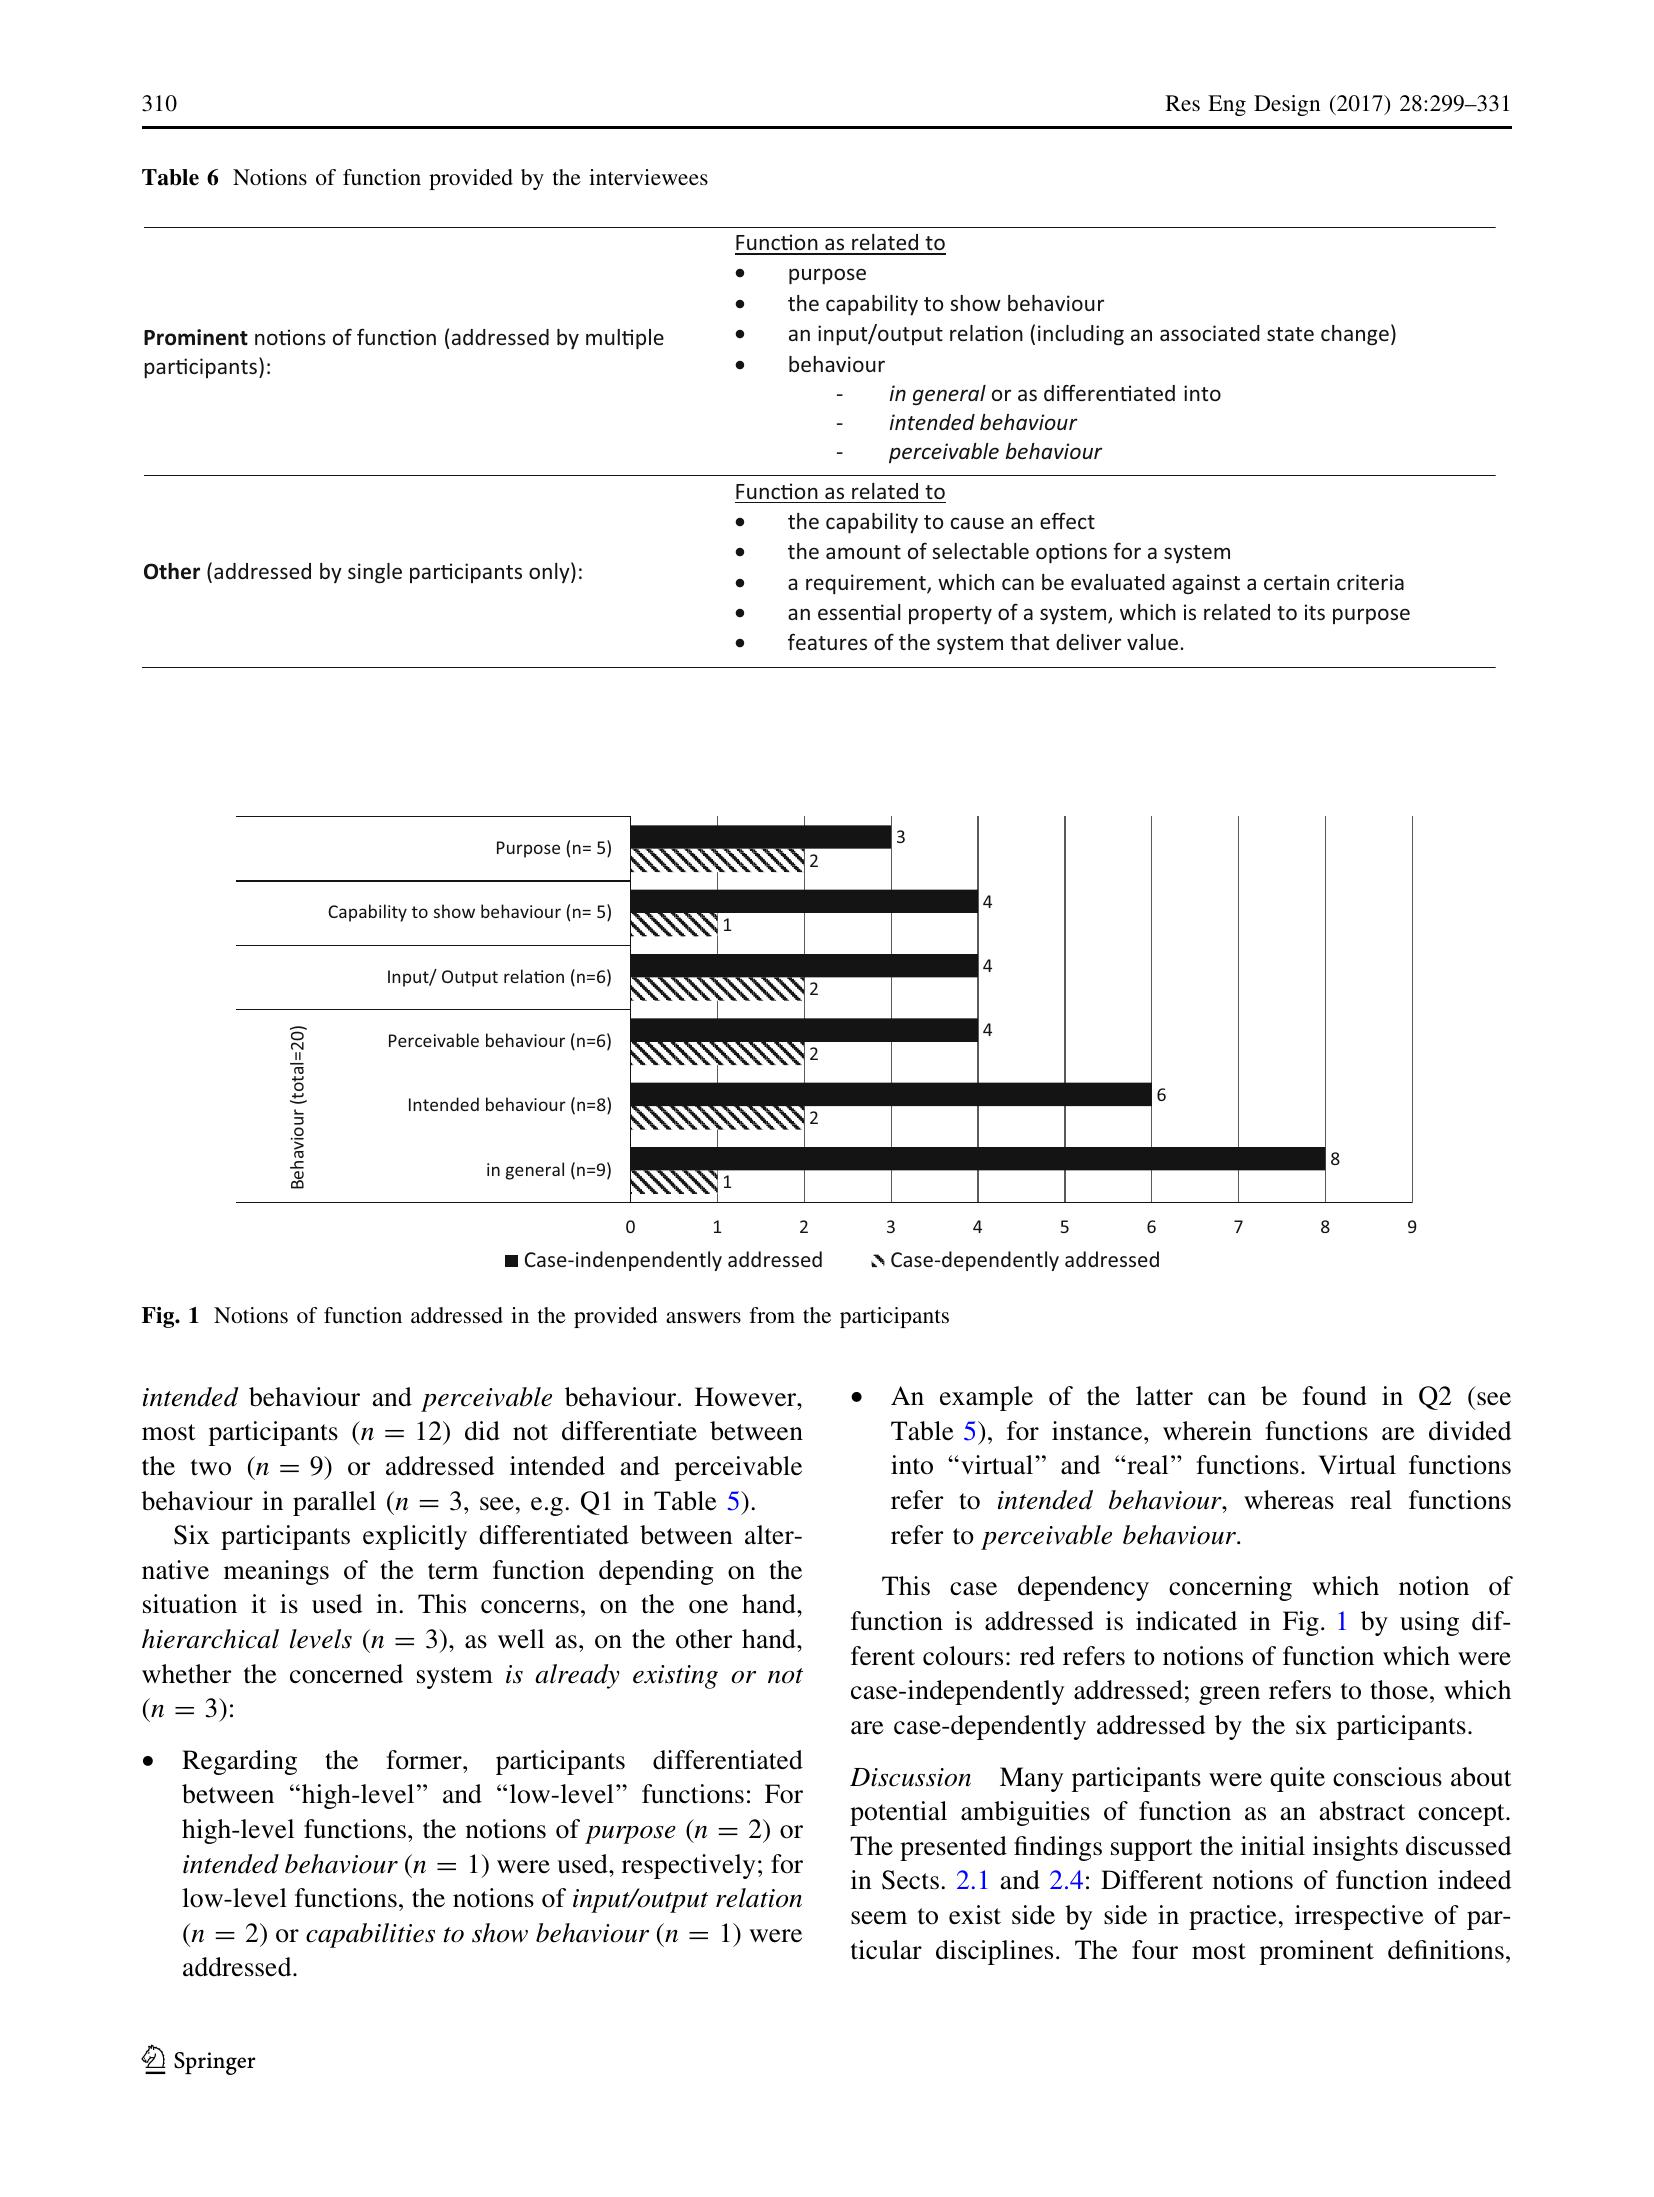 310
Res Eng Design (2017) 28:299–331
Table 6 Notions of function provided by the interviewees
Prominent notions of function (addressed by multiple
participants):
Function as related to
• purpose
• the capability to show behaviour
• an input/output relation (including an associated state change)
• behaviour
- in general or as differentiated into
- intended behaviour
- perceivable behaviour
Other (addressed by single participants only):
Function as related to
• the capability to cause an effect
• the amount of selectable options for a system
• a requirement, which can be evaluated against a certain criteria
• an essential property of a system, which is related to its purpose
• features of the system that deliver value.
Purpose (n= 5)
3
2
Capability to show behaviour (n= 5)
4
1
Input/ Output relation (n=6)
4
2
Behaviour (total=20)
Perceivable behaviour (n=6)
4
2
Intended behaviour (n=8)
6
2
in general (n=9)
8
1
0 1 2 3 4 5 6 7 8 9
Case-indenpendently addressed
Case-dependently addressed
Fig. 1 Notions of function addressed in the provided answers from the participants
intended behaviour and perceivable behaviour. However,
most participants (n = 12) did not differentiate between
the two (n = 9) or addressed intended and perceivable
behaviour in parallel (n = 3, see, e.g. Q1 in Table 5).
Six participants explicitly differentiated between alter-
native meanings of the term function depending on the
situation it is used in. This concerns, on the one hand,
hierarchical levels (n = 3), as well as, on the other hand,
whether the concerned system is already existing or not
(n = 3):
• Regarding the former, participants differentiated
between “high-level” and “low-level” functions: For
high-level functions, the notions of purpose (n = 2) or
intended behaviour (n = 1) were used, respectively; for
low-level functions, the notions of input/output relation
(n = 2) or capabilities to show behaviour (n = 1) were
addressed.
• An example of the latter can be found in Q2 (see
Table 5), for instance, wherein functions are divided
into “virtual” and “real” functions. Virtual functions
refer to intended behaviour, whereas real functions
refer to perceivable behaviour.
This case dependency concerning which notion of
function is addressed is indicated in Fig. 1 by using dif-
ferent colours: red refers to notions of function which were
case-independently addressed; green refers to those, which
are case-dependently addressed by the six participants.
Discussion Many participants were quite conscious about
potential ambiguities of function as an abstract concept.
The presented findings support the initial insights discussed
in Sects. 2.1 and 2.4: Different notions of function indeed
seem to exist side by side in practice, irrespective of par-
ticular disciplines. The four most prominent definitions,
Springer